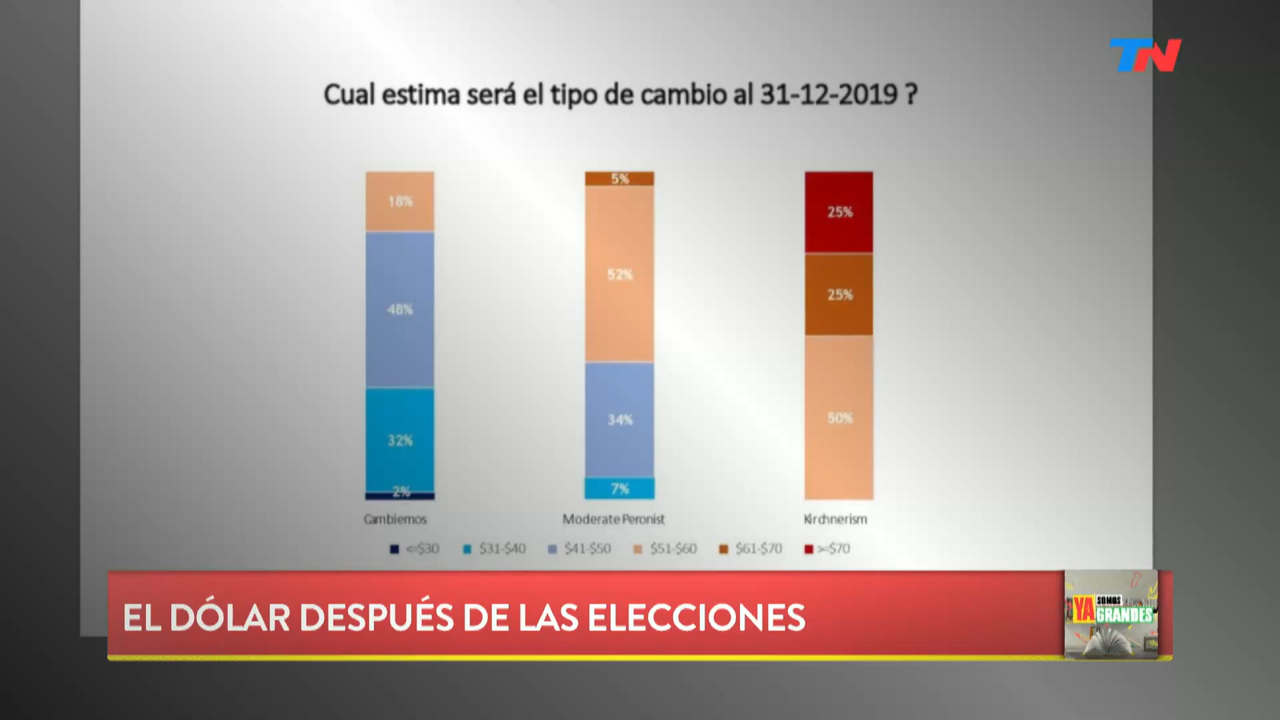 TN
Cual estima será el tipo de cambio al 31-12-2019 ?
18% 5% 25%
48% 52% 25%
32% 34% 50%
2% 7%
Cambiemos Moderate Peronist Kirchnerism
<=$30 $31-$40 $41-$50 $51-$60 $61-$70 >=$70
EL DÓLAR DESPUÉS DE LAS ELECCIONES
YA SOMOS GRANDES